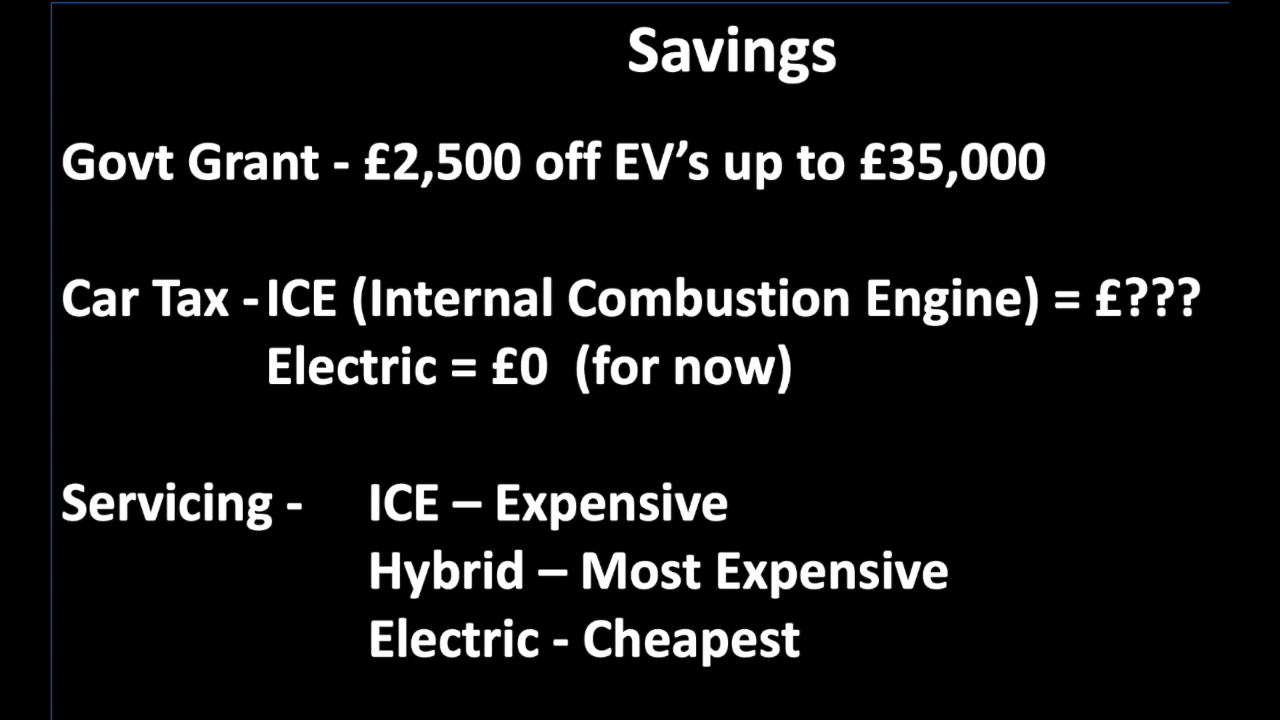 Savings
Govt Grant - £2,500 off EV’s up to £35,000
Car Tax - ICE (Internal Combustion Engine) = £???
Electric = £0 (for now)
Servicing - ICE – Expensive
Hybrid – Most Expensive
Electric - Cheapest